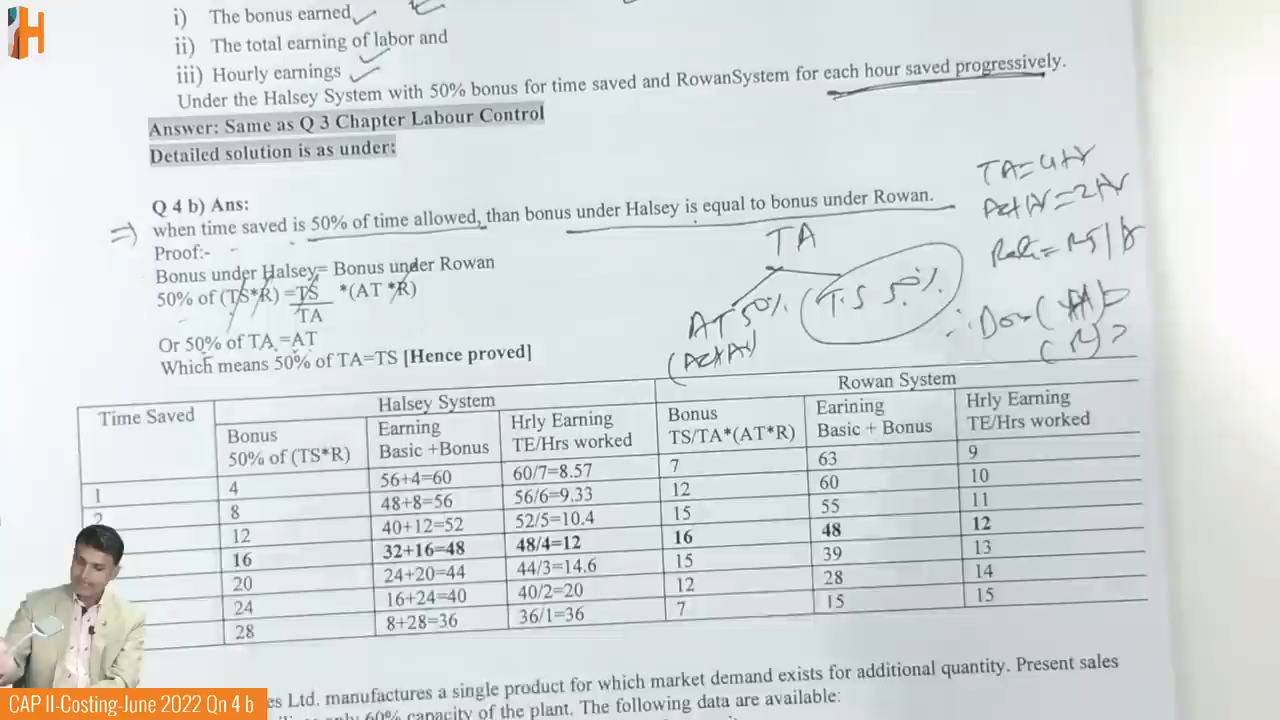 H
i) The bonus earned
ii) The total earning of labor and
iii) Hourly earnings
Under the Halsey System with 50% bonus for time saved and RowanSystem for each hour saved progressively.
Answer: Same as Q 3 Chapter Labour Control
Detailed solution is as under:
Q 4 b) Ans:
when time saved is 50% of time allowed, than bonus under Halsey is equal to bonus under Rowan.
Proof:-
Bonus under Halsey= Bonus under Rowan
50% of (TS*R) =TS *(AT *R)
TA
Or 50% of TA =AT
Which means 50% of TA=TS [Hence proved]
TA
AT 50% T.S 50%
TA=4Hr
Time Saved Halsey System Rowan System
Bonus Earning Hrly Earning Bonus Earining Hrly Earning
50% of (TS*R) Basic +Bonus TE/Hrs worked TS/TA*(AT*R) Basic + Bonus TE/Hrs worked
1 4 56+4=60 60/7=8.57 7 63 9
2 8 48+8=56 56/6=9.33 12 60 10
12 40+12=52 52/5=10.4 15 55 11
16 32+16=48 48/4=12 16 48 12
20 24+20=44 44/3=14.6 15 39 13
24 16+24=40 40/2=20 12 28 14
28 8+28=36 36/1=36 7 15 15
es Ltd. manufactures a single product for which market demand exists for additional quantity. Present sales
only 60% capacity of the plant. The following data are available:
CAP II-Costing-June 2022 Qn 4 b